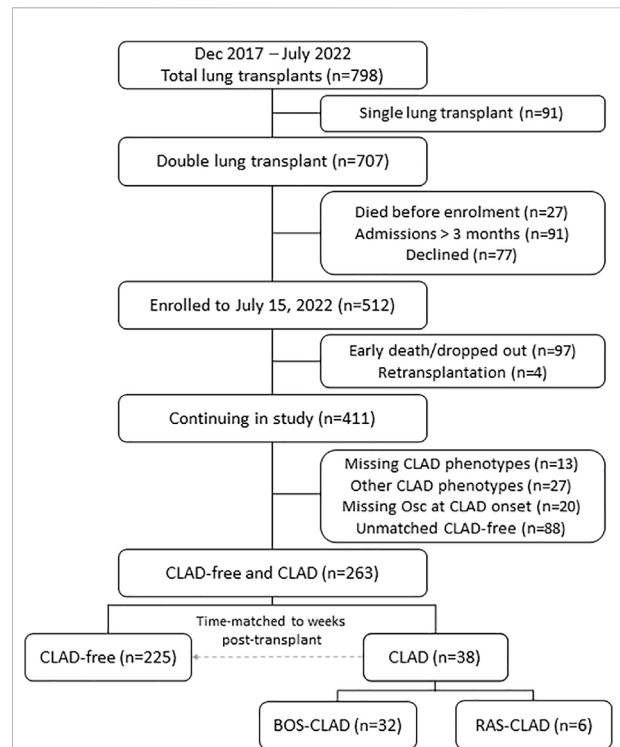 Dec 2017 – July 2022
Total lung transplants (n=798)
Single lung transplant (n=91)
Double lung transplant (n=707)
Died before enrolment (n=27)
Admissions > 3 months (n=91)
Declined (n=77)
Enrolled to July 15, 2022 (n=512)
Early death/dropped out (n=97)
Retransplantation (n=4)
Continuing in study (n=411)
Missing CLAD phenotypes (n=13)
Other CLAD phenotypes (n=27)
Missing Osc at CLAD onset (n=20)
Unmatched CLAD-free (n=88)
CLAD-free and CLAD (n=263)
Time-matched to weeks
post-transplant
CLAD-free (n=225)
CLAD (n=38)
BOS-CLAD (n=32)
RAS-CLAD (n=6)